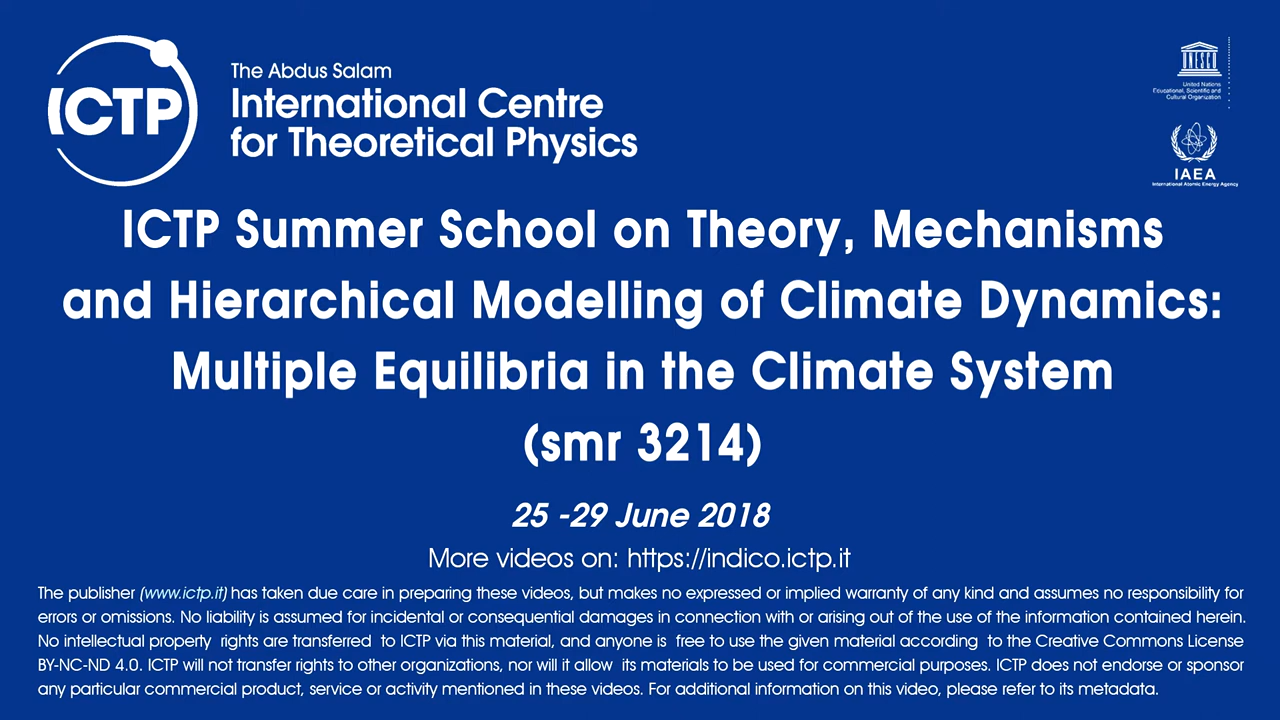 ICTP
The Abdus Salam
International Centre
for Theoretical Physics
UNESCO
United Nations
Educational, Scientific and
Cultural Organization
IAEA
International Atomic Energy Agency
ICTP Summer School on Theory, Mechanisms
and Hierarchical Modelling of Climate Dynamics:
Multiple Equilibria in the Climate System
(smr 3214)
25 -29 June 2018
More videos on: https://indico.ictp.it
The publisher (www.ictp.it) has taken due care in preparing these videos, but makes no expressed or implied warranty of any kind and assumes no responsibility for
errors or omissions. No liability is assumed for incidental or consequential damages in connection with or arising out of the use of the information contained herein.
No intellectual property rights are transferred to ICTP via this material, and anyone is free to use the given material according to the Creative Commons License
BY-NC-ND 4.0. ICTP will not transfer rights to other organizations, nor will it allow its materials to be used for commercial purposes. ICTP does not endorse or sponsor
any particular commercial product, service or activity mentioned in these videos. For additional information on this video, please refer to its metadata.